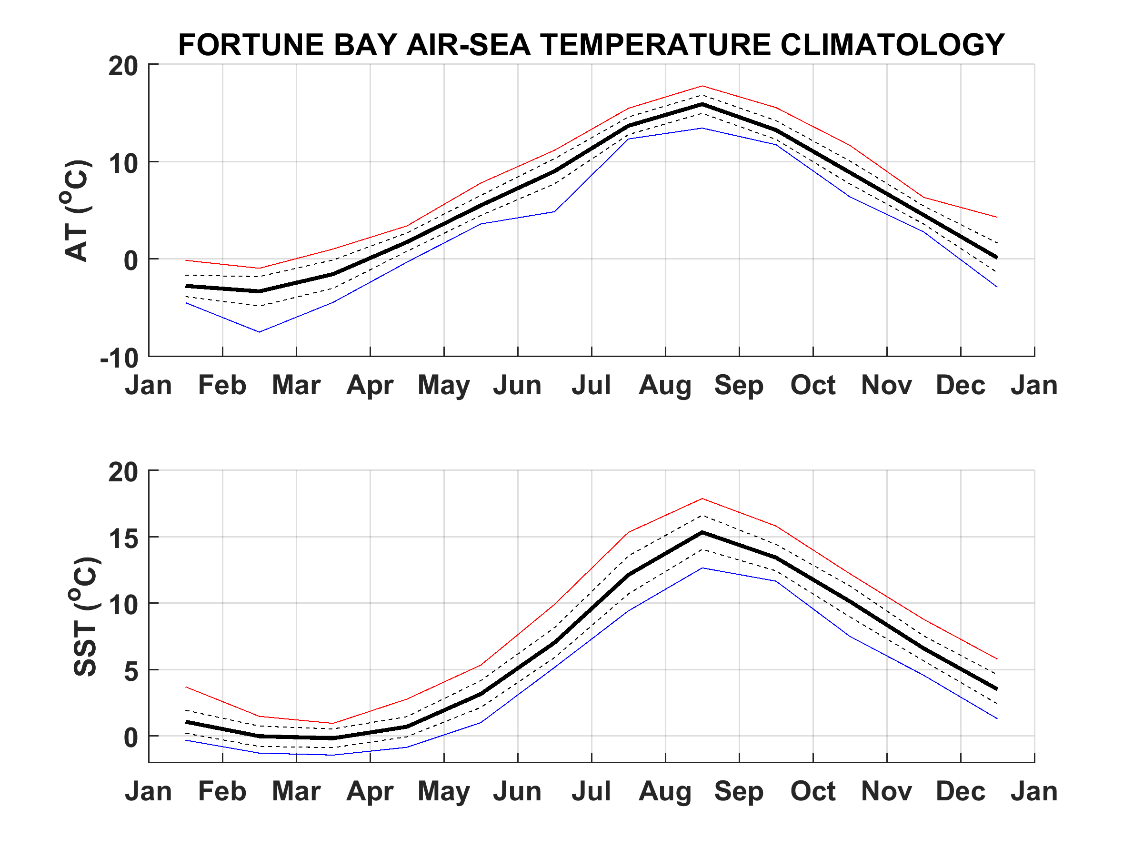 FORTUNE BAY AIR-SEA TEMPERATURE CLIMATOLOGY
20
10
0
-10
AT (°C)
Jan Feb Mar Apr May Jun Jul Aug Sep Oct Nov Dec Jan
20
15
10
5
0
SST (°C)
Jan Feb Mar Apr May Jun Jul Aug Sep Oct Nov Dec Jan